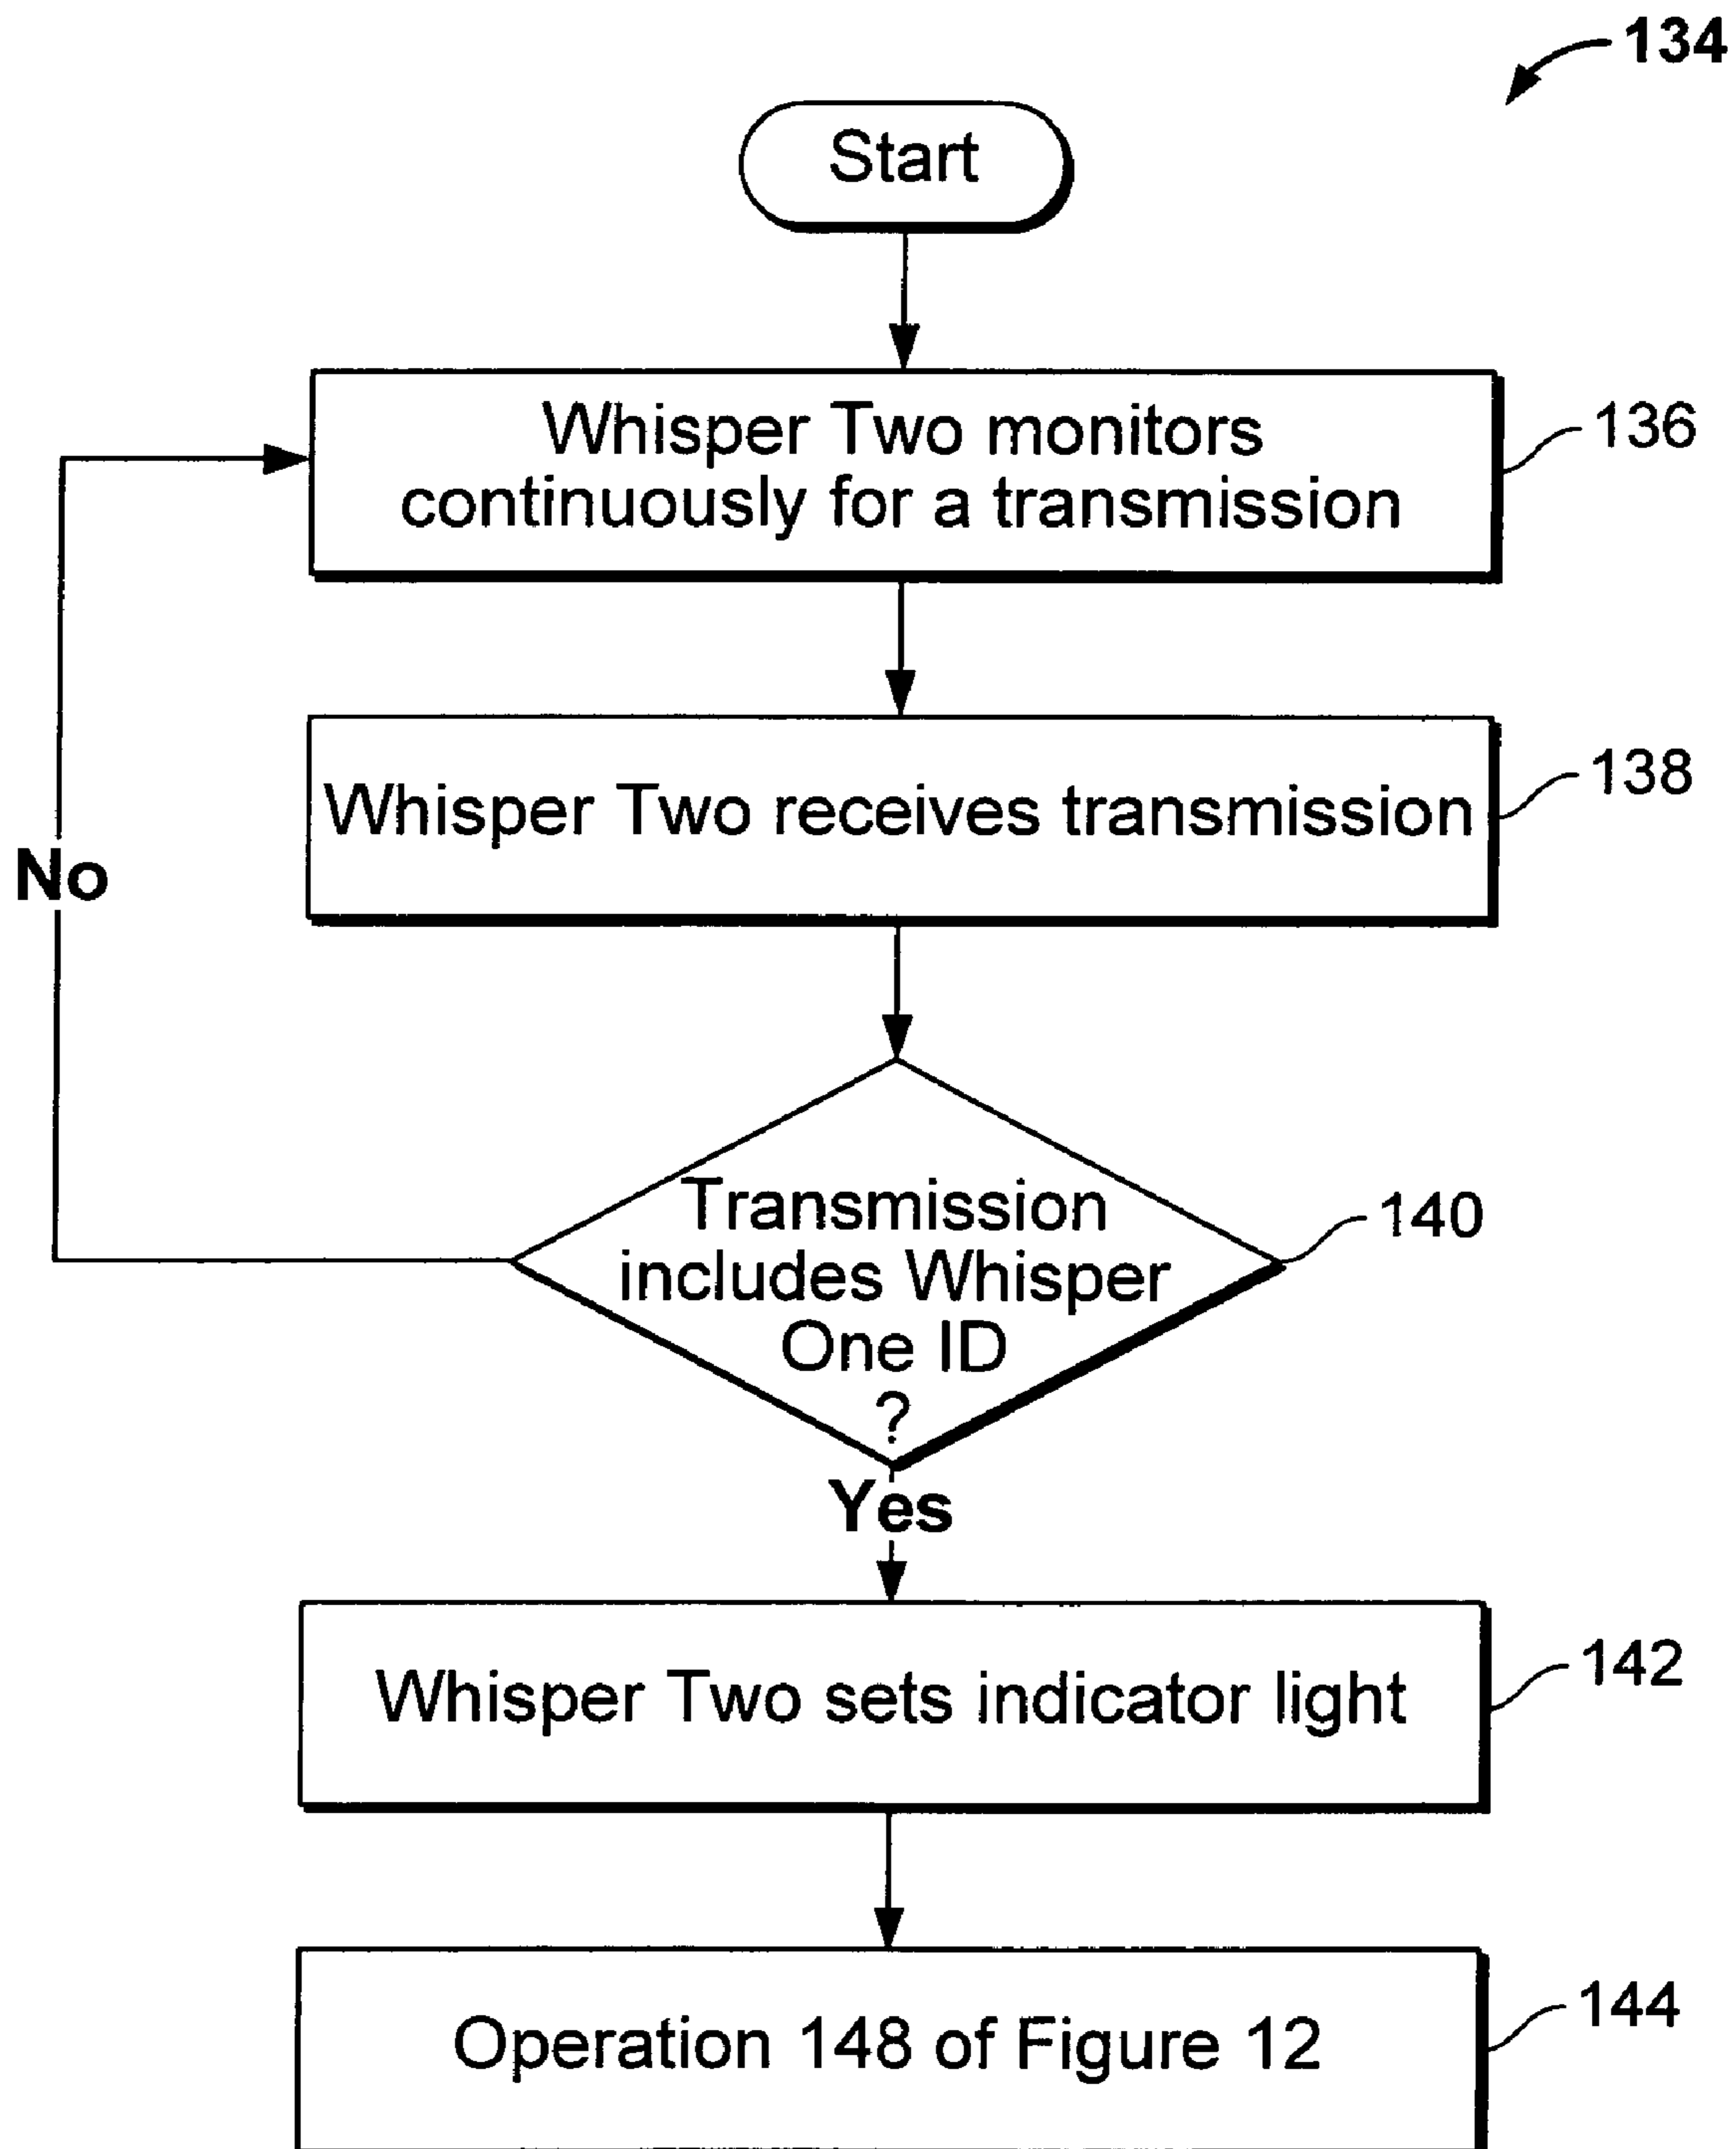 134
Start
Whisper Two monitors
continuously for a transmission
136
Whisper Two receives transmission
138
No
Transmission
includes Whisper
One ID
?
140
Yes
Whisper Two sets indicator light
142
Operation 148 of Figure 12
144